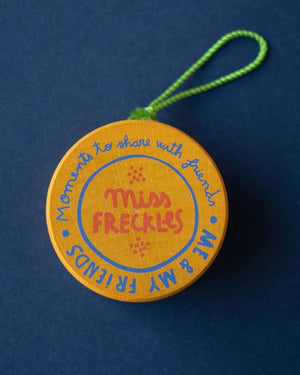 Moments to share with friends
• ME & MY FRiENDS •
Miss
FRECKLES